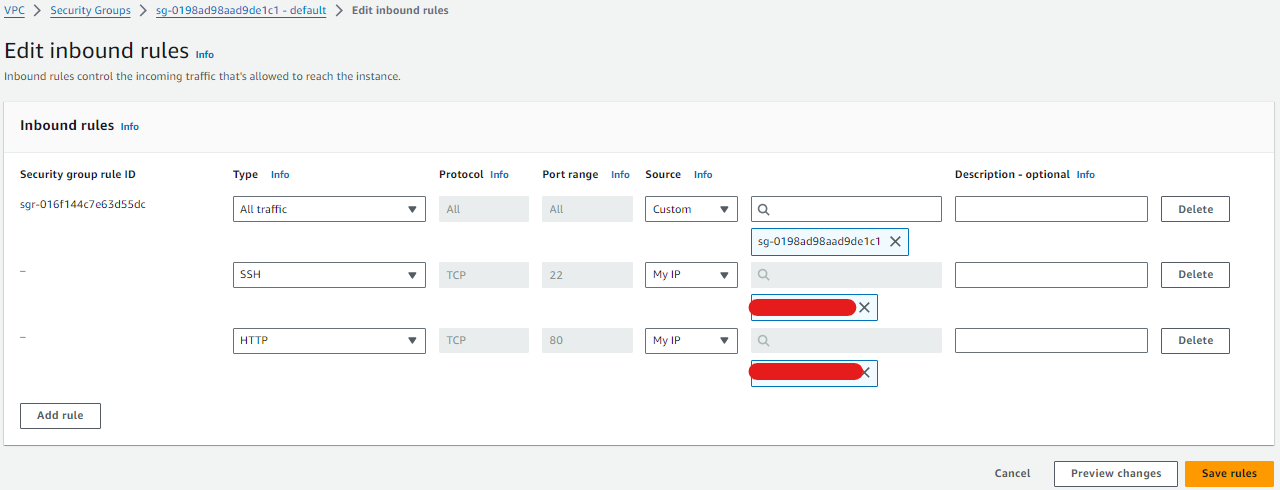 VPC > Security Groups > sg-0198ad98aad9de1c1 - default > Edit inbound rules
Edit inbound rules Info
Inbound rules control the incoming traffic that's allowed to reach the instance.
Inbound rules Info
Security group rule ID Type Info Protocol Info Port range Info Source Info Description - optional Info
sgr-016f144c7e63d55dc All traffic All All Custom Delete
sg-0198ad98aad9de1c1
– SSH TCP 22 My IP Delete
– HTTP TCP 80 My IP Delete
Add rule
Cancel Preview changes Save rules